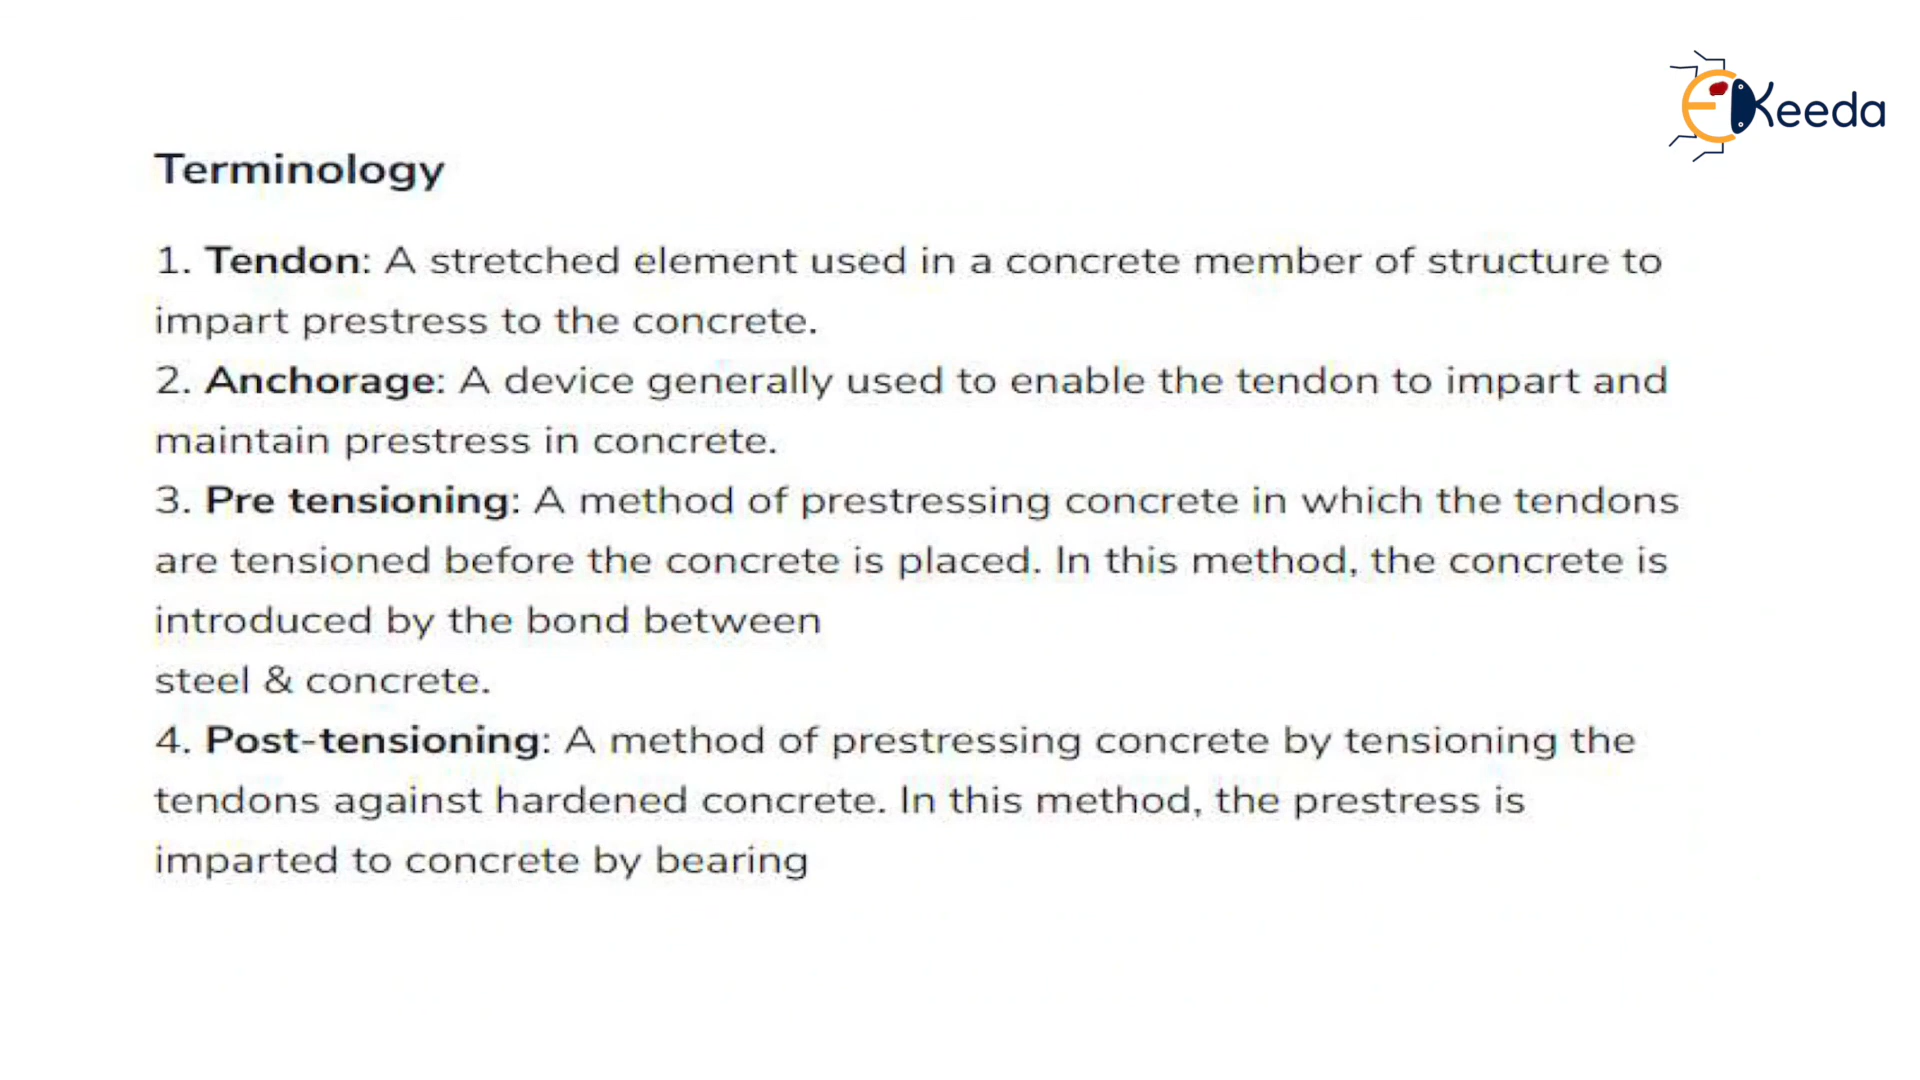 EKeeda
Terminology
1. Tendon: A stretched element used in a concrete member of structure to
impart prestress to the concrete.
2. Anchorage: A device generally used to enable the tendon to impart and
maintain prestress in concrete.
3. Pre tensioning: A method of prestressing concrete in which the tendons
are tensioned before the concrete is placed. In this method, the concrete is
introduced by the bond between
steel & concrete.
4. Post-tensioning: A method of prestressing concrete by tensioning the
tendons against hardened concrete. In this method, the prestress is
imparted to concrete by bearing